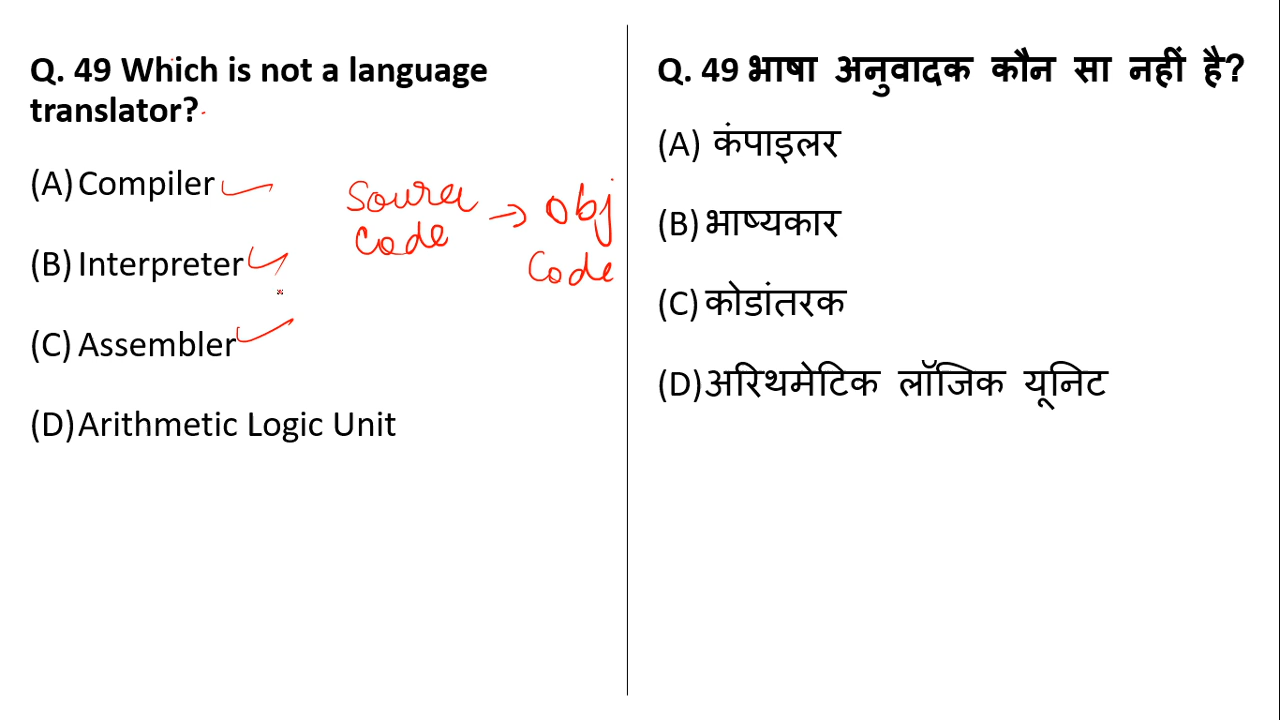 Q. 49 Which is not a language
translator?
(A) Compiler
(B) Interpreter
(C) Assembler
(D) Arithmetic Logic Unit
Source
Code
→ Obj
Code
Q. 49 भाषा अनुवादक कौन सा नहीं है?
(A) कंपाइलर
(B) भाष्यकार
(C) कोडांतरक
(D) अरिथमेटिक लॉजिक यूनिट